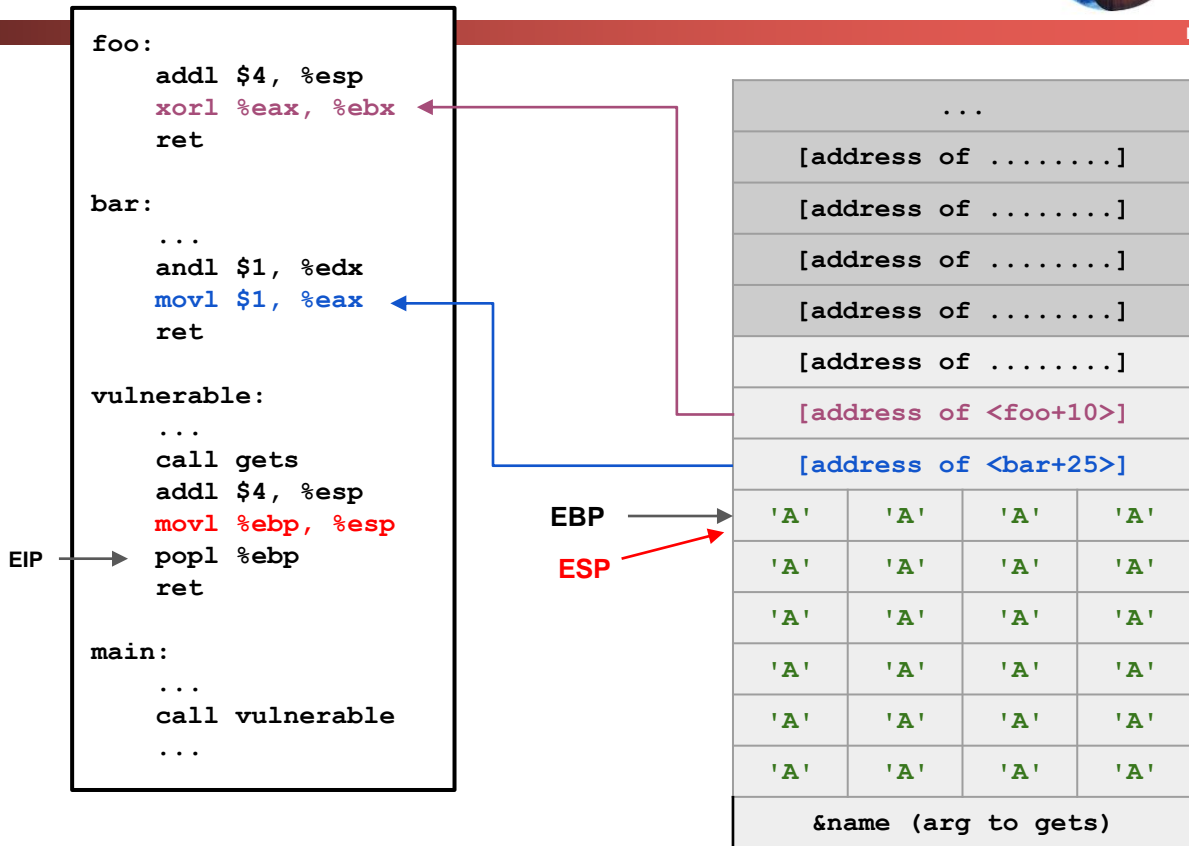 foo:
addl $4, %esp
xorl %eax, %ebx
ret
bar:
...
andl $1, %edx
movl $1, %eax
ret
vulnerable:
...
call gets
addl $4, %esp
movl %ebp, %esp
popl %ebp
ret
main:
...
call vulnerable
...
EIP
EBP
ESP
...
[address of ........]
[address of ........]
[address of ........]
[address of ........]
[address of ........]
[address of <foo+10>]
[address of <bar+25>]
'A' 'A' 'A' 'A'
'A' 'A' 'A' 'A'
'A' 'A' 'A' 'A'
'A' 'A' 'A' 'A'
'A' 'A' 'A' 'A'
'A' 'A' 'A' 'A'
&name (arg to gets)